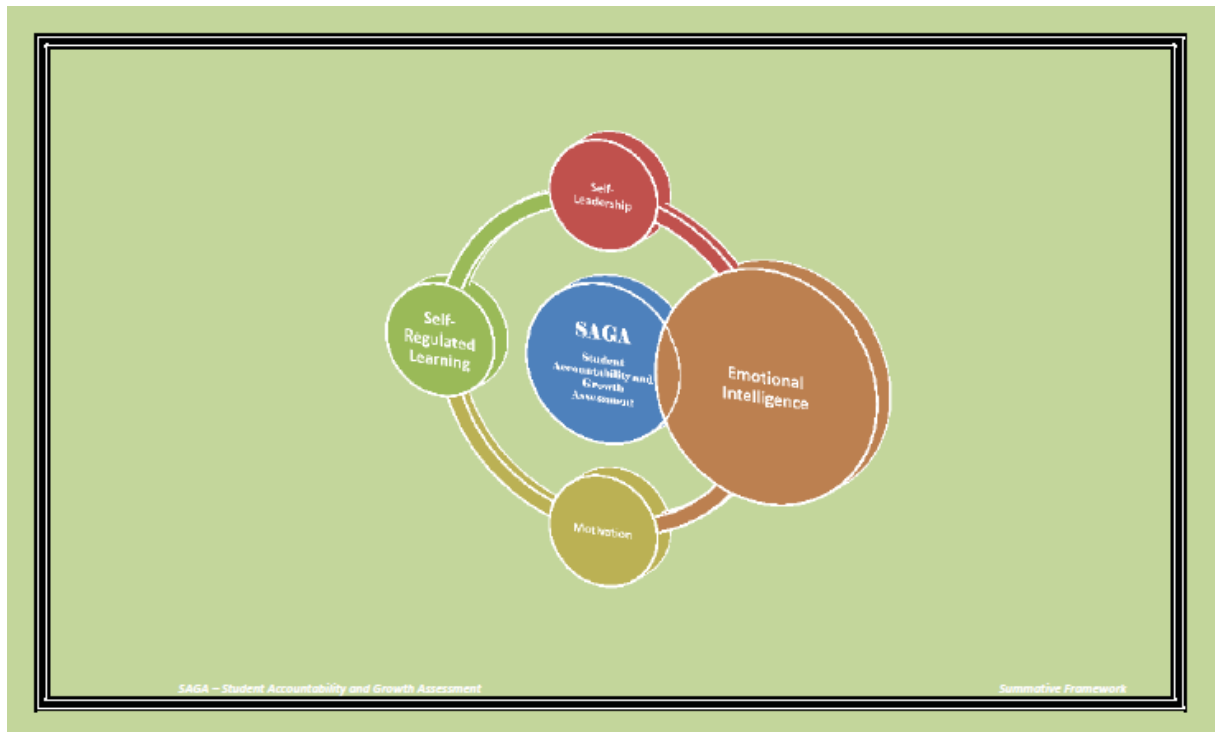 Self-
Leadership
Self-
Regulated
Learning
SAGA
Student
Accountability and
Growth
Assessment
Emotional
Intelligence
Motivation
SAGA – Student Accountability and Growth Assessment
Summative Framework